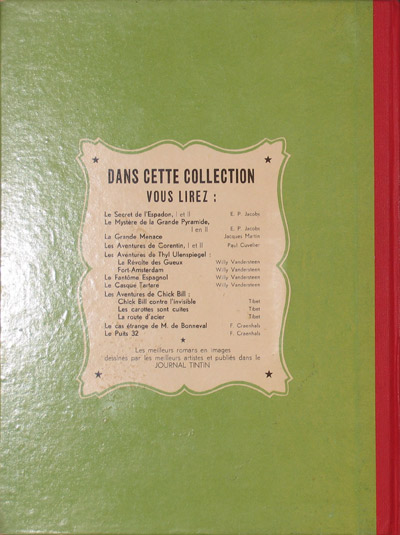 DANS CETTE COLLECTION
VOUS LIREZ :
Le Secret de l'Espadon, I et II E. P. Jacobs
Le Mystère de la Grande Pyramide,
I en II E. P. Jacobs
La Grande Menace Jacques Martin
Les Aventures de Corentin, I et II Paul Cuvelier
Les Aventures de Thyl Ulenspiegel :
La Révolte des Gueux Willy Vandersteen
Fort-Amsterdam Willy Vandersteen
Le Fantôme Espagnol Willy Vandersteen
Le Casque Tartare Willy Vandersteen
Les Aventures de Chick Bill :
Chick Bill contre l'invisible Tibet
Les carottes sont cuites Tibet
La route d'acier Tibet
Le cas étrange de M. de Bonneval F. Craenhals
Le Puits 32 F. Craenhals
Les meilleurs romans en images
dessinés par les meilleurs artistes et publiés dans le
JOURNAL TINTIN